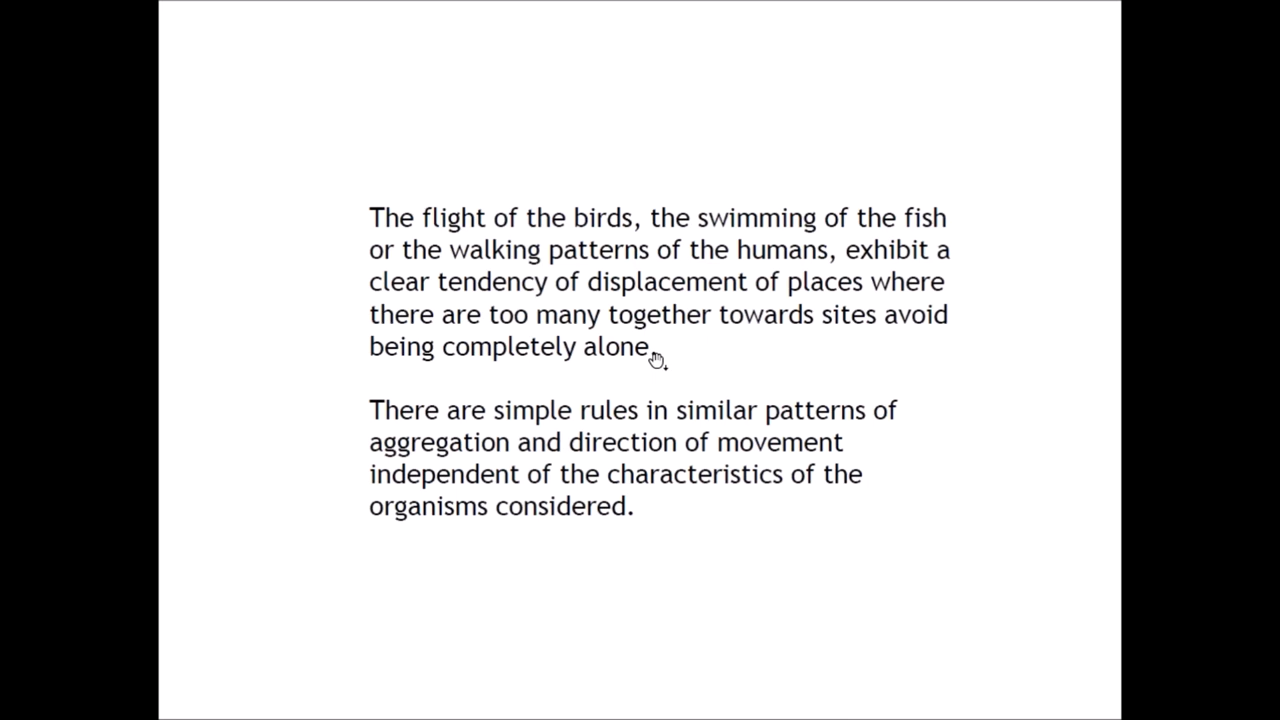 The flight of the birds, the swimming of the fish
or the walking patterns of the humans, exhibit a
clear tendency of displacement of places where
there are too many together towards sites avoid
being completely alone.
There are simple rules in similar patterns of
aggregation and direction of movement
independent of the characteristics of the
organisms considered.